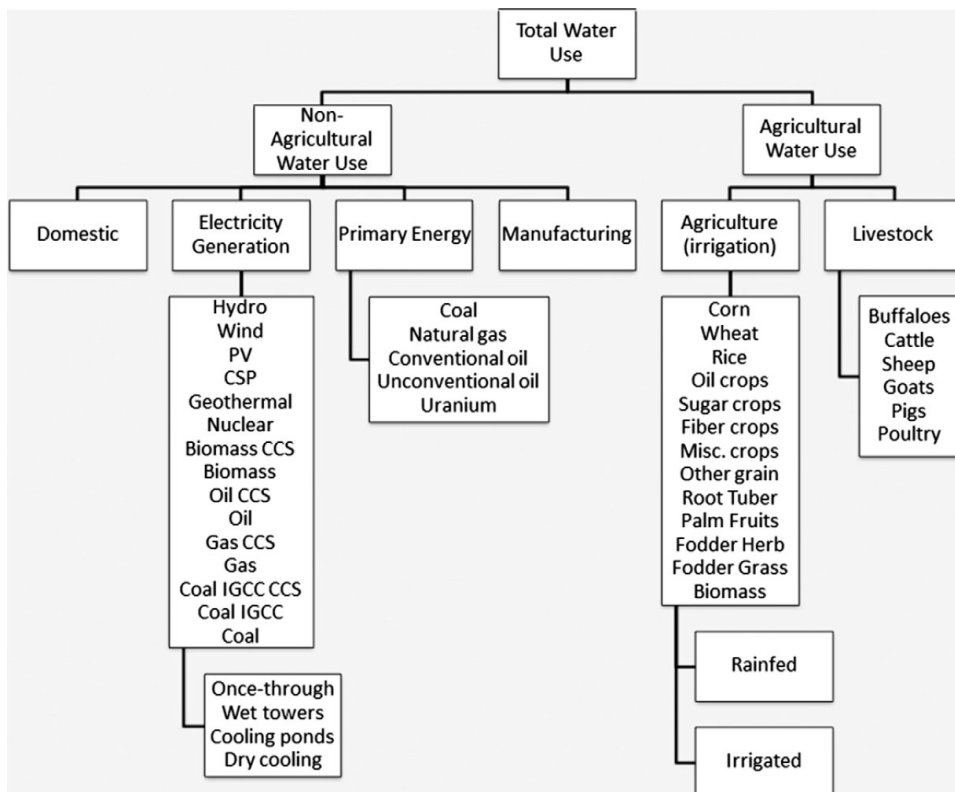 Total Water
Use
Non-
Agricultural
Water Use
Agricultural
Water Use
Domestic
Electricity
Generation
Primary Energy
Manufacturing
Agriculture
(irrigation)
Livestock
Hydro
Wind
PV
CSP
Geothermal
Nuclear
Biomass CCS
Biomass
Oil CCS
Oil
Gas CCS
Gas
Coal IGCC CCS
Coal IGCC
Coal
Once-through
Wet towers
Cooling ponds
Dry cooling
Coal
Natural gas
Conventional oil
Unconventional oil
Uranium
Corn
Wheat
Rice
Oil crops
Sugar crops
Fiber crops
Misc. crops
Other grain
Root Tuber
Palm Fruits
Fodder Herb
Fodder Grass
Biomass
Rainfed
Irrigated
Buffaloes
Cattle
Sheep
Goats
Pigs
Poultry